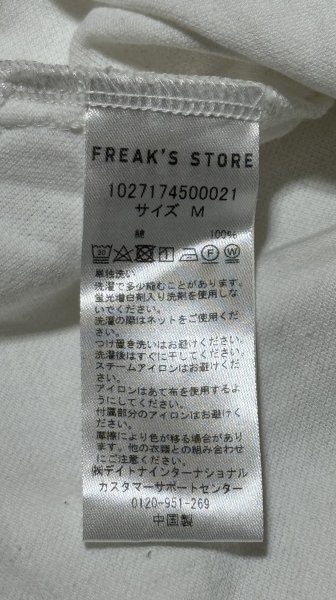 FREAK'S STORE
1027174500021
サイズ M
綿 100%
単独洗い
洗濯で多少縮むことがあります。
蛍光増白剤入り洗剤を使用しな
いでください。
洗濯の際はネットをご使用くだ
さい。
つけ置き洗いはお避けください。
洗濯後はすぐに干してください。
スチームアイロンはお避けくだ
さい。
アイロンはあて布を使用するよ
うにしてください。
付属部分のアイロンはお避けく
ださい。
摩擦により色が移る場合があり
ます。他の衣類との組み合わせ
にご注意ください。
㈱デイトナインターナショナル
カスタマーサポートセンター
0120-951-269
中国製